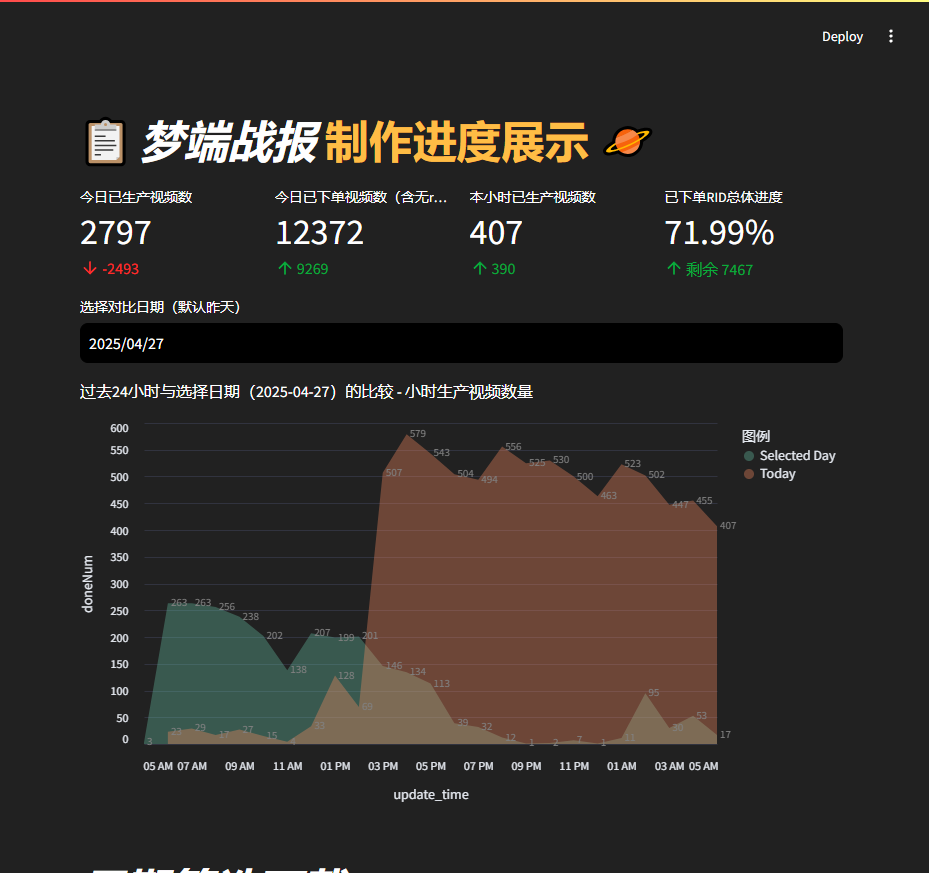 Deploy
梦端战报 制作进度展示
今日已生产视频数
2797
-2493
今日已下单视频数（含无r...
12372
9269
本小时已生产视频数
407
390
已下单RID总体进度
71.99%
剩余 7467
选择对比日期（默认昨天）
2025/04/27
过去24小时与选择日期（2025-04-27）的比较 - 小时生产视频数量
图例
Selected Day
Today
doneNum
600
550
500
450
400
350
300
250
200
150
100
50
0
3 263 263 256 238 202 138 207 199 201 146 134 113 39 32 12 1 2 7 1 11 95 30 53 17
23 29 17 27 15 4 33 128 69 507 579 543 504 494 556 525 530 500 463 523 502 447 455 407
05 AM 07 AM 09 AM 11 AM 01 PM 03 PM 05 PM 07 PM 09 PM 11 PM 01 AM 03 AM 05 AM
update_time